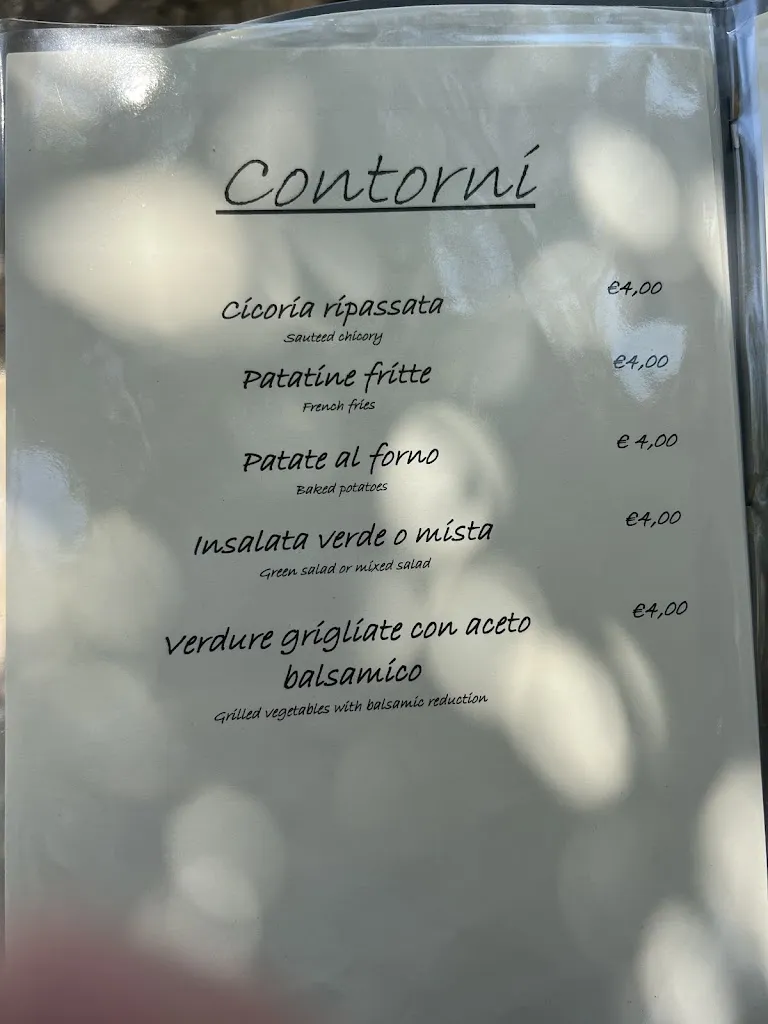 Contorni
Cicoria ripassata €4,00
Sauteed chicory
Patatine fritte €4,00
French fries
Patate al forno € 4,00
Baked potatoes
Insalata verde o mista €4,00
Green salad or mixed salad
Verdure grigliate con aceto €4,00
balsamico
Grilled vegetables with balsamic reduction